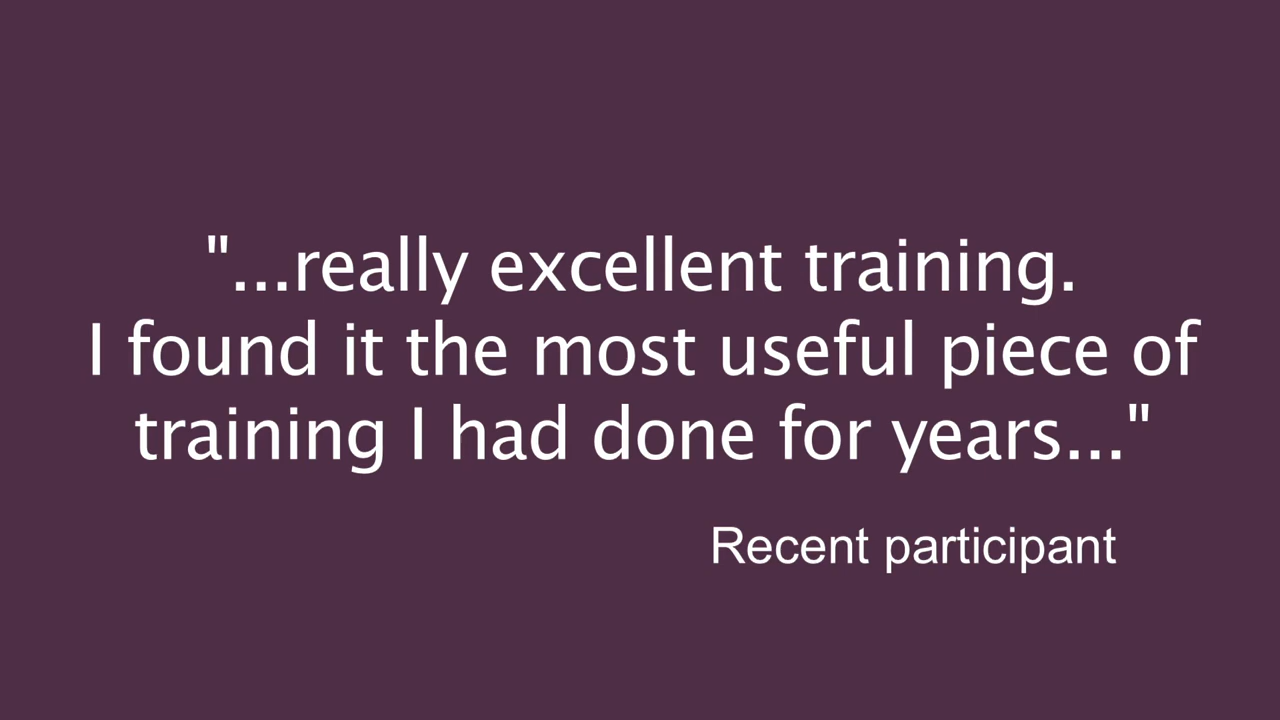 "...really excellent training.
I found it the most useful piece of
training I had done for years..."
Recent participant